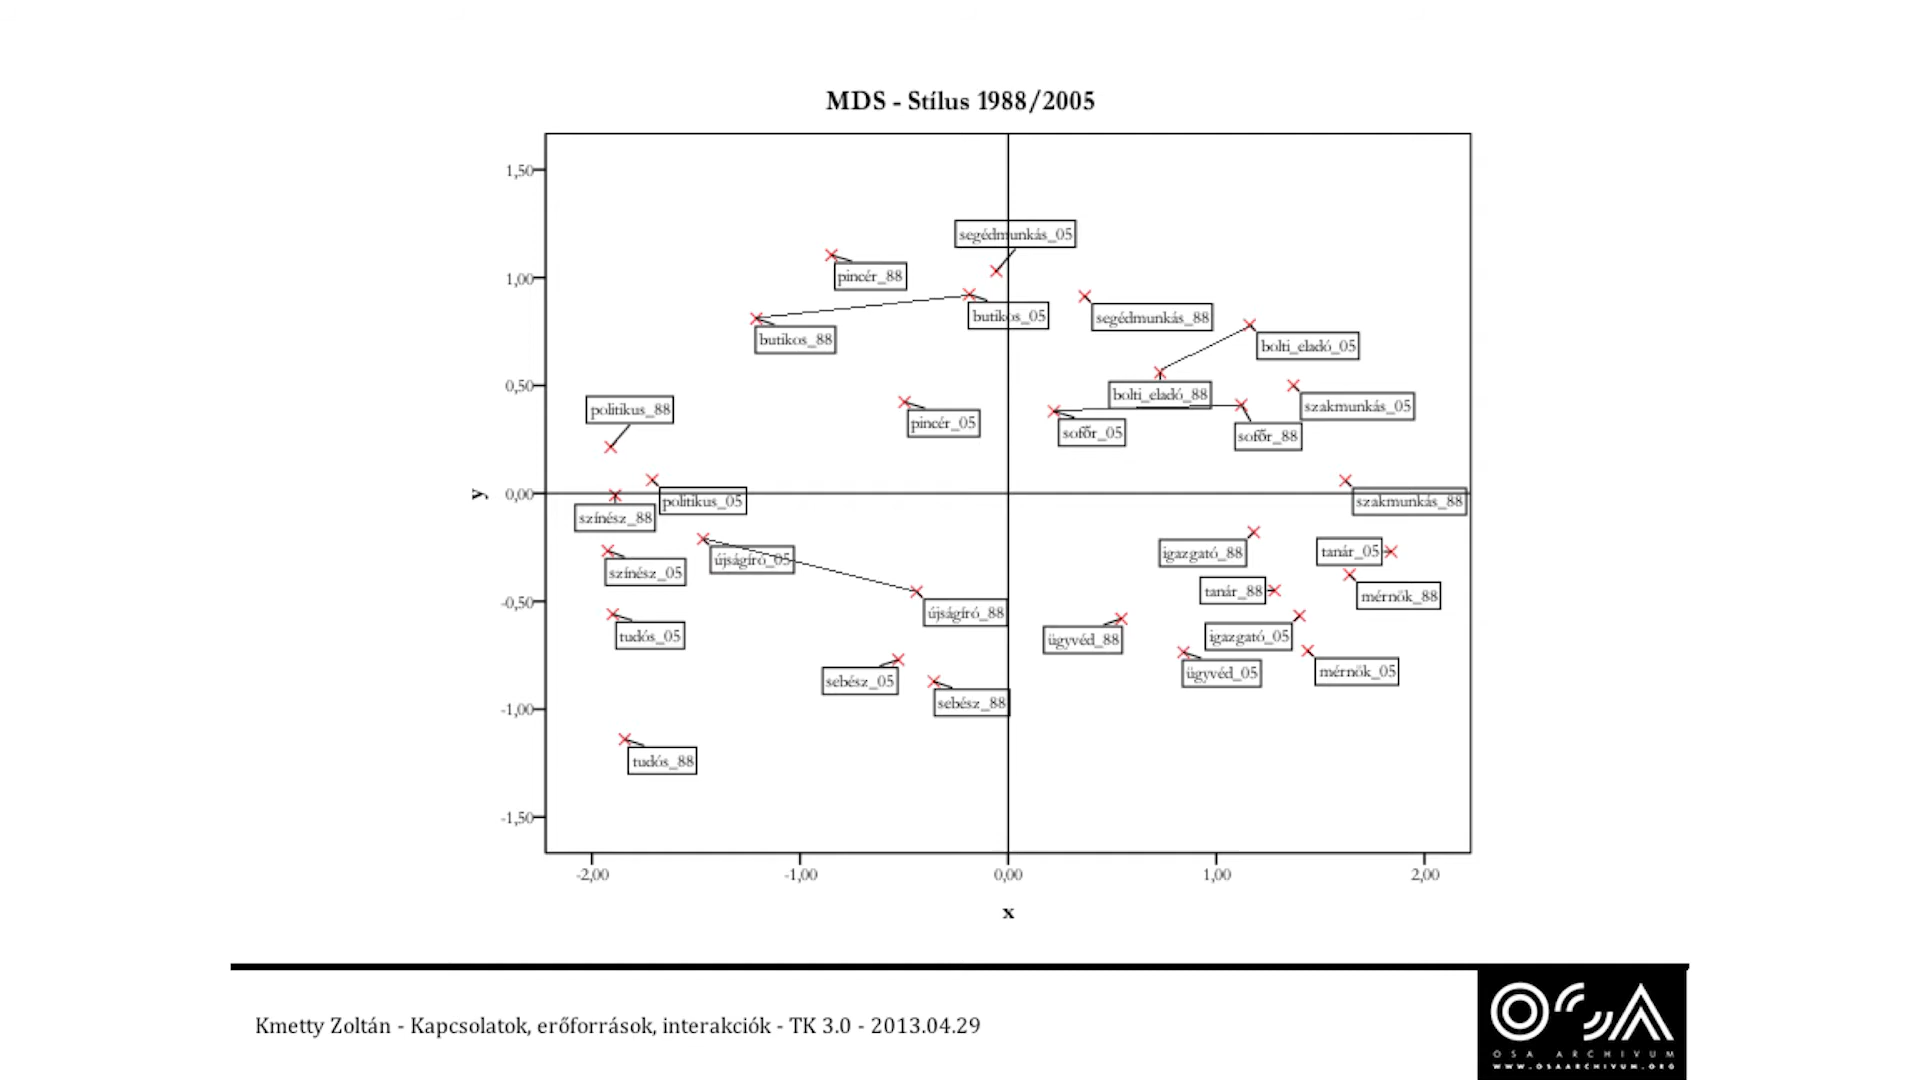 MDS - Stílus 1988/2005
1,50
segédmunkás_05
pincér_88
1,00
butikos_05
segédmunkás_88
butikos_88
bolti_eladó_05
0,50
bolti_eladó_88
politikus_88
szakmunkás_05
pincér_05
sofőr_05
sofőr_88
y
0,00
politikus_05
szakmunkás_88
színész_88
igazgató_88
tanár_05
újságíró_05
színész_05
tanár_88
mérnök_88
-0,50
újságíró_88
tudós_05
ügyvéd_88
igazgató_05
ügyvéd_05
mérnök_05
sebész_05
sebész_88
-1,00
tudós_88
-1,50
-2,00 -1,00 0,00 1,00 2,00
x
Kmetty Zoltán - Kapcsolatok, erőforrások, interakciók - TK 3.0 - 2013.04.29
OSA
OSA ARCHIVUM
WWW.OSAARCHIVUM.ORG